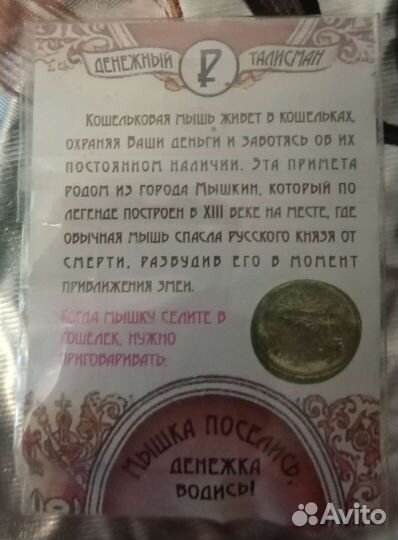 ДЕНЕЖНЫЙ ₽ ТАЛИСМАН
КОШЕЛЬКОВАЯ МЫШЬ ЖИВЕТ В КОШЕЛЬКАХ,
ОХРАНЯЯ ВАШИ ДЕНЬГИ И ЗАБОТЯСЬ ОБ ИХ
ПОСТОЯННОМ НАЛИЧИИ. ЭТА ПРИМЕТА
РОДОМ ИЗ ГОРОДА МЫШКИН, КОТОРЫЙ ПО
ЛЕГЕНДЕ ПОСТРОЕН В XIII ВЕКЕ НА МЕСТЕ, ГДЕ
ОБЫЧНАЯ МЫШЬ СПАСЛА РУССКОГО КНЯЗЯ ОТ
СМЕРТИ, РАЗБУДИВ ЕГО В МОМЕНТ
ПРИБЛИЖЕНИЯ ЗМЕИ.
КОГДА МЫШКУ СЕЛИТЕ В
КОШЕЛЕК, НУЖНО
ПРИГОВАРИВАТЬ:
МЫШКА ПОСЕЛИСЬ,
ДЕНЕЖКА
ВОДИСЬ!
Avito